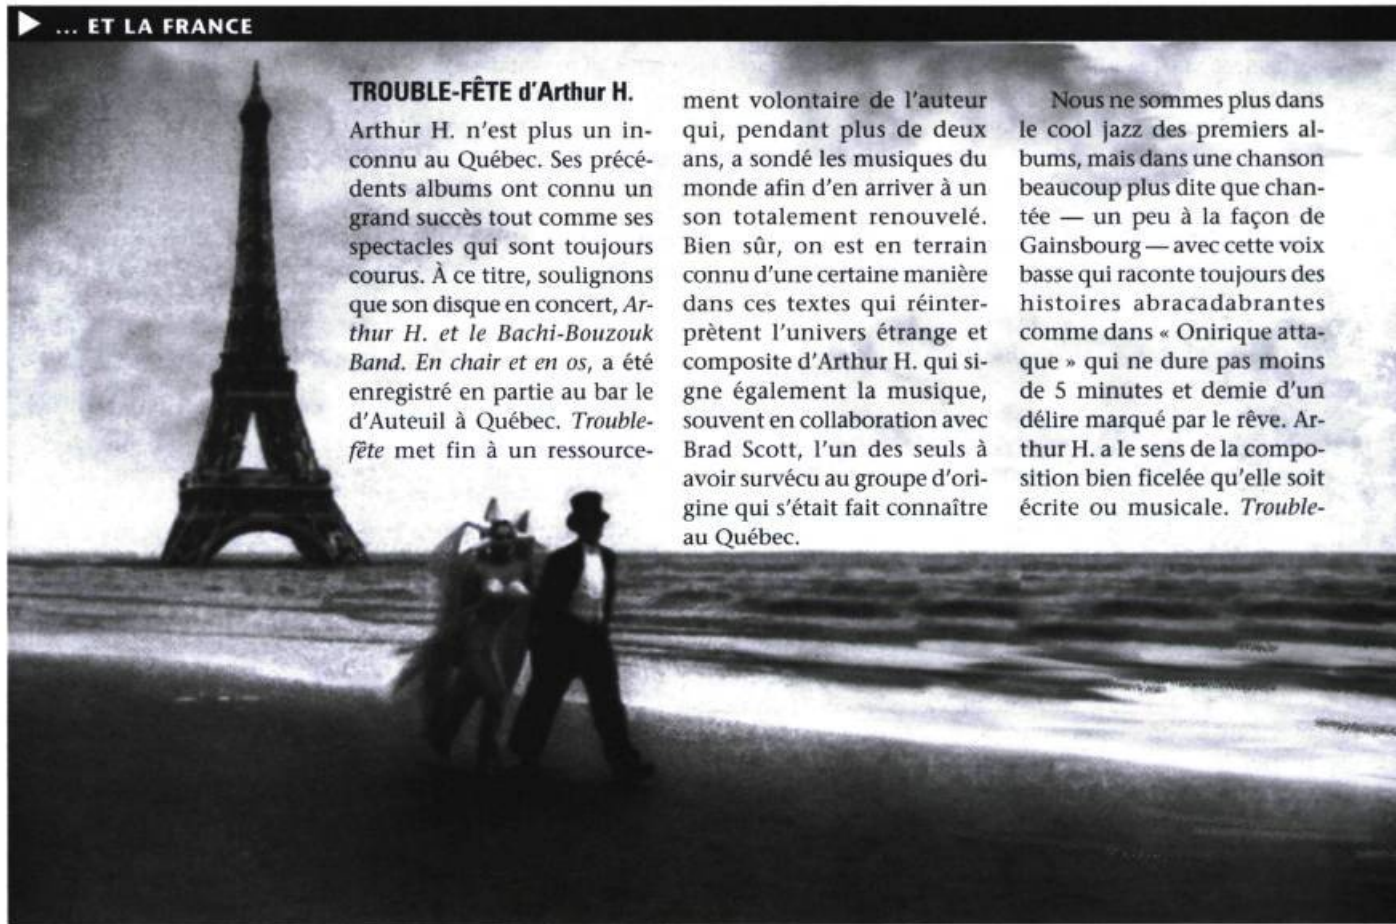 ... ET LA FRANCE
TROUBLE-FÊTE d'Arthur H.
Arthur H. n'est plus un in-
connu au Québec. Ses précé-
dents albums ont connu un
grand succès tout comme ses
spectacles qui sont toujours
courus. À ce titre, soulignons
que son disque en concert, Ar-
thur H. et le Bachi-Bouzouk
Band. En chair et en os, a été
enregistré en partie au bar le
d'Auteuil à Québec. Trouble-
fête met fin à un ressource-
ment volontaire de l'auteur
qui, pendant plus de deux
ans, a sondé les musiques du
monde afin d'en arriver à un
son totalement renouvelé.
Bien sûr, on est en terrain
connu d'une certaine manière
dans ces textes qui réinter-
prètent l'univers étrange et
composite d'Arthur H. qui si-
gne également la musique,
souvent en collaboration avec
Brad Scott, l'un des seuls à
avoir survécu au groupe d'ori-
gine qui s'était fait connaître
au Québec.
Nous ne sommes plus dans
le cool jazz des premiers al-
bums, mais dans une chanson
beaucoup plus dite que chan-
tée — un peu à la façon de
Gainsbourg — avec cette voix
basse qui raconte toujours des
histoires abracadabrantes
comme dans « Onirique atta-
que » qui ne dure pas moins
de 5 minutes et demie d'un
délire marqué par le rêve. Ar-
thur H. a le sens de la compo-
sition bien ficelée qu'elle soit
écrite ou musicale. Trouble-